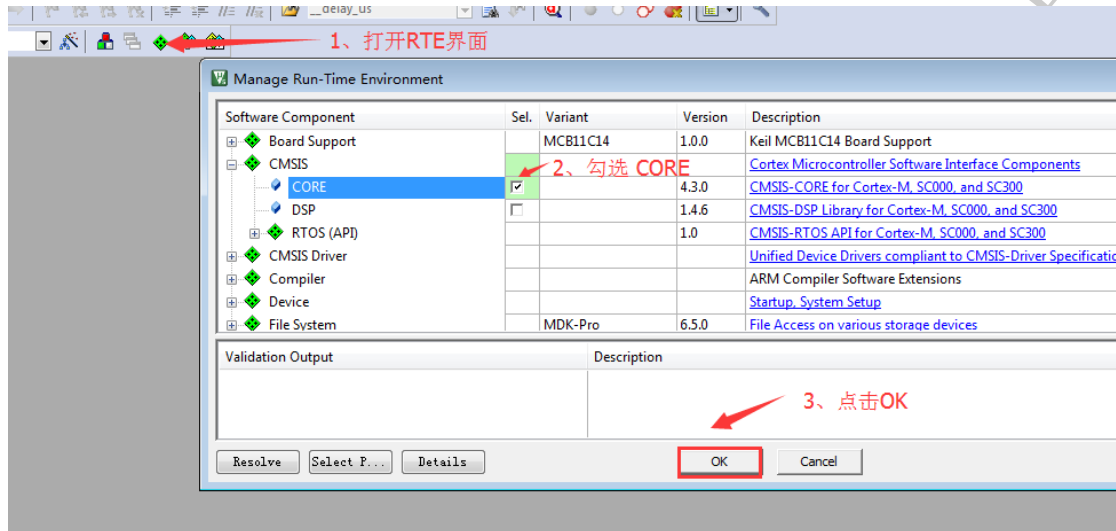 __delay_us
1、打开RTE界面
Manage Run-Time Environment
Software Component Sel. Variant Version Description
Board Support MCB11C14 1.0.0 Keil MCB11C14 Board Support
CMSIS Cortex Microcontroller Software Interface Components
2、勾选 CORE
CORE 4.3.0 CMSIS-CORE for Cortex-M, SC000, and SC300
DSP 1.4.6 CMSIS-DSP Library for Cortex-M, SC000, and SC300
RTOS (API) 1.0 CMSIS-RTOS API for Cortex-M, SC000, and SC300
CMSIS Driver Unified Device Drivers compliant to CMSIS-Driver Specificatio
Compiler ARM Compiler Software Extensions
Device Startup, System Setup
File System MDK-Pro 6.5.0 File Access on various storage devices
Validation Output Description
3、点击OK
Resolve Select P... Details OK Cancel